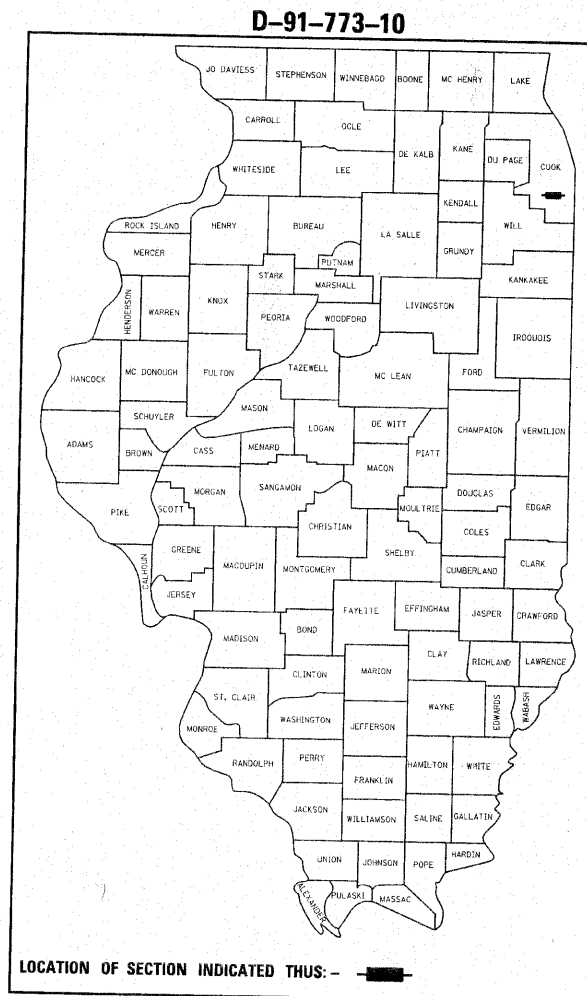 D-91-773-10
JO DAVIESS STEPHENSON WINNEBAGO BOONE MC HENRY LAKE
CARROLL OGLE DE KALB KANE DU PAGE COOK
WHITESIDE LEE KENDALL
ROCK ISLAND HENRY BUREAU LA SALLE WILL
MERCER PUTNAM GRUNDY
STARK MARSHALL KANKAKEE
HENDERSON WARREN KNOX PEORIA WOODFORD LIVINGSTON IROQUOIS
HANCOCK MC DONOUGH FULTON TAZEWELL MC LEAN FORD
SCHUYLER MASON LOGAN DE WITT CHAMPAIGN VERMILION
ADAMS BROWN CASS MENARD MACON PIATT
PIKE SCOTT MORGAN SANGAMON MOULTRIE DOUGLAS EDGAR
CHRISTIAN COLES
CALHOUN GREENE MACOUPIN MONTGOMERY SHELBY CUMBERLAND CLARK
JERSEY FAYETTE EFFINGHAM JASPER CRAWFORD
MADISON BOND CLAY RICHLAND LAWRENCE
CLINTON MARION
ST. CLAIR WAYNE EDWARDS WABASH
MONROE WASHINGTON JEFFERSON
RANDOLPH PERRY FRANKLIN HAMILTON WHITE
JACKSON WILLIAMSON SALINE GALLATIN
UNION JOHNSON POPE HARDIN
ALEXANDER PULASKI MASSAC
LOCATION OF SECTION INDICATED THUS: -